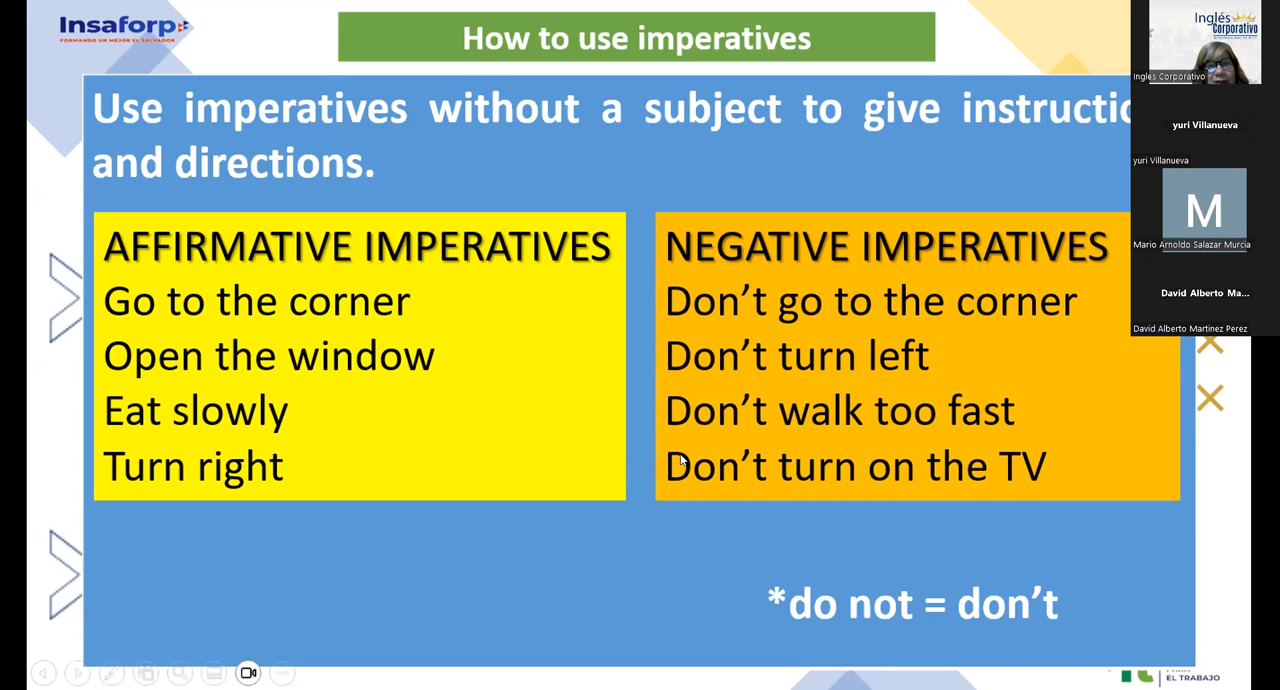 Insaforp
FORMANDO UN MEJOR EL SALVADOR
How to use imperatives
Use imperatives without a subject to give instructio
and directions.
AFFIRMATIVE IMPERATIVES
Go to the corner
Open the window
Eat slowly
Turn right
NEGATIVE IMPERATIVES
Don’t go to the corner
Don’t turn left
Don’t walk too fast
Don’t turn on the TV
*do not = don’t
Inglés
Corporativo
Ingles Corporativo
yuri Villanueva
yuri Villanueva
M
Mario Arnoldo Salazar Murcia
David Alberto Ma...
David Alberto Martinez Perez
EL TRABAJO